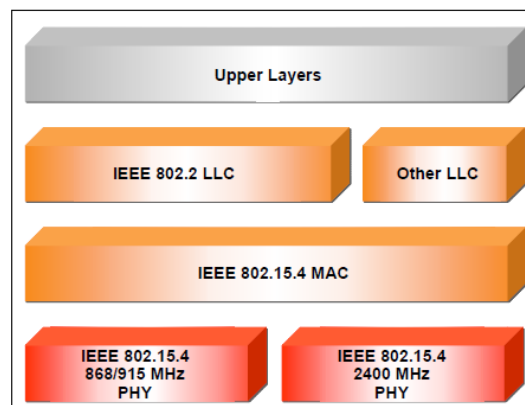 Upper Layers
IEEE 802.2 LLC
Other LLC
IEEE 802.15.4 MAC
IEEE 802.15.4
868/915 MHz
PHY
IEEE 802.15.4
2400 MHz
PHY